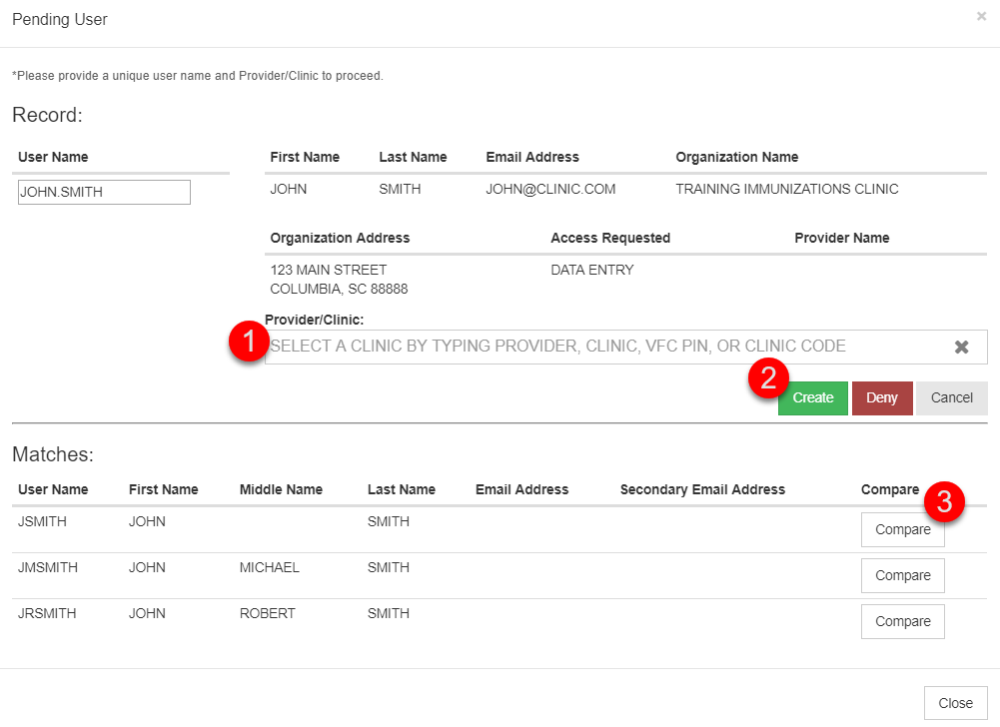 Pending User
×
*Please provide a unique user name and Provider/Clinic to proceed.
Record:
User Name
JOHN.SMITH
First Name Last Name Email Address Organization Name
JOHN SMITH JOHN@CLINIC.COM TRAINING IMMUNIZATIONS CLINIC
Organization Address Access Requested Provider Name
123 MAIN STREET DATA ENTRY
COLUMBIA, SC 88888
Provider/Clinic:
1 SELECT A CLINIC BY TYPING PROVIDER, CLINIC, VFC PIN, OR CLINIC CODE ✖
2 Create Deny Cancel
Matches:
User Name First Name Middle Name Last Name Email Address Secondary Email Address Compare
3
JSMITH JOHN SMITH Compare
JMSMITH JOHN MICHAEL SMITH Compare
JRSMITH JOHN ROBERT SMITH Compare
Close